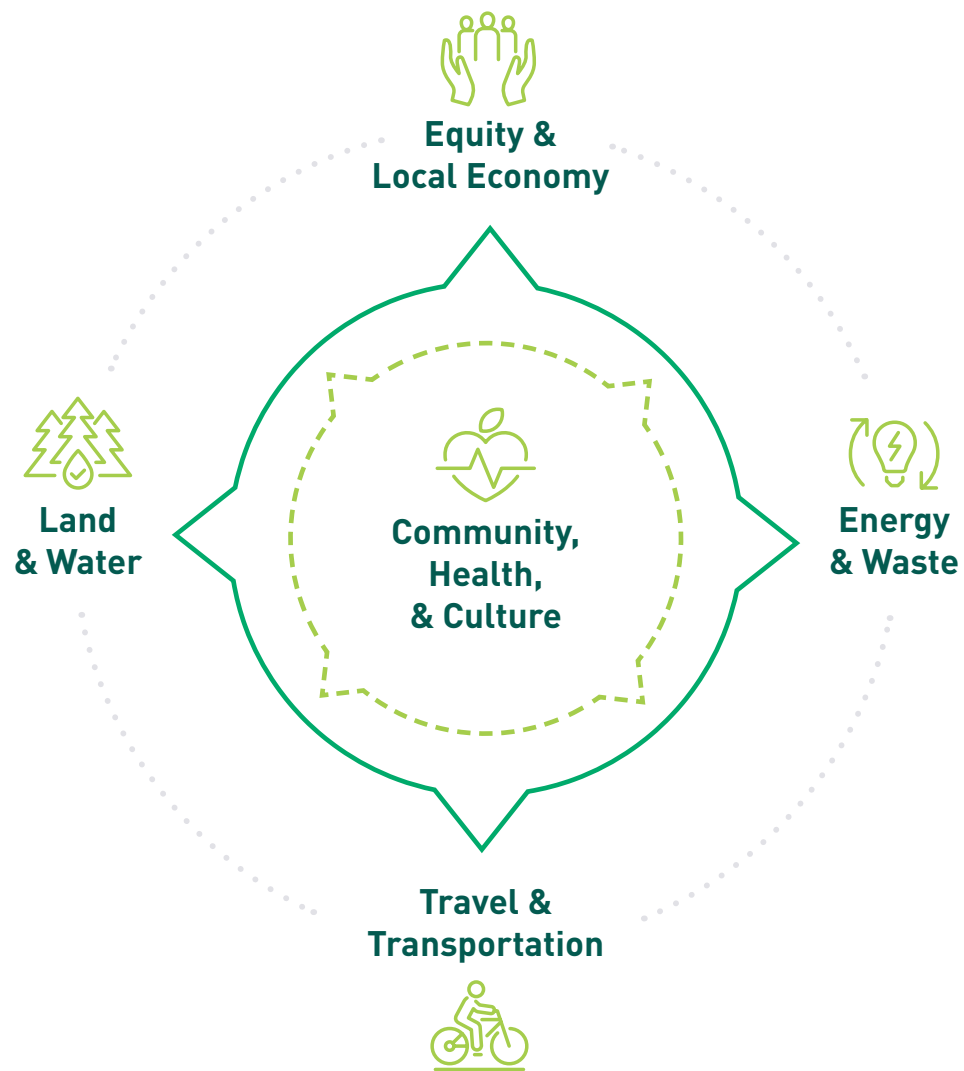 Equity &
Local Economy
Land
& Water
Community,
Health,
& Culture
Energy
& Waste
Travel &
Transportation